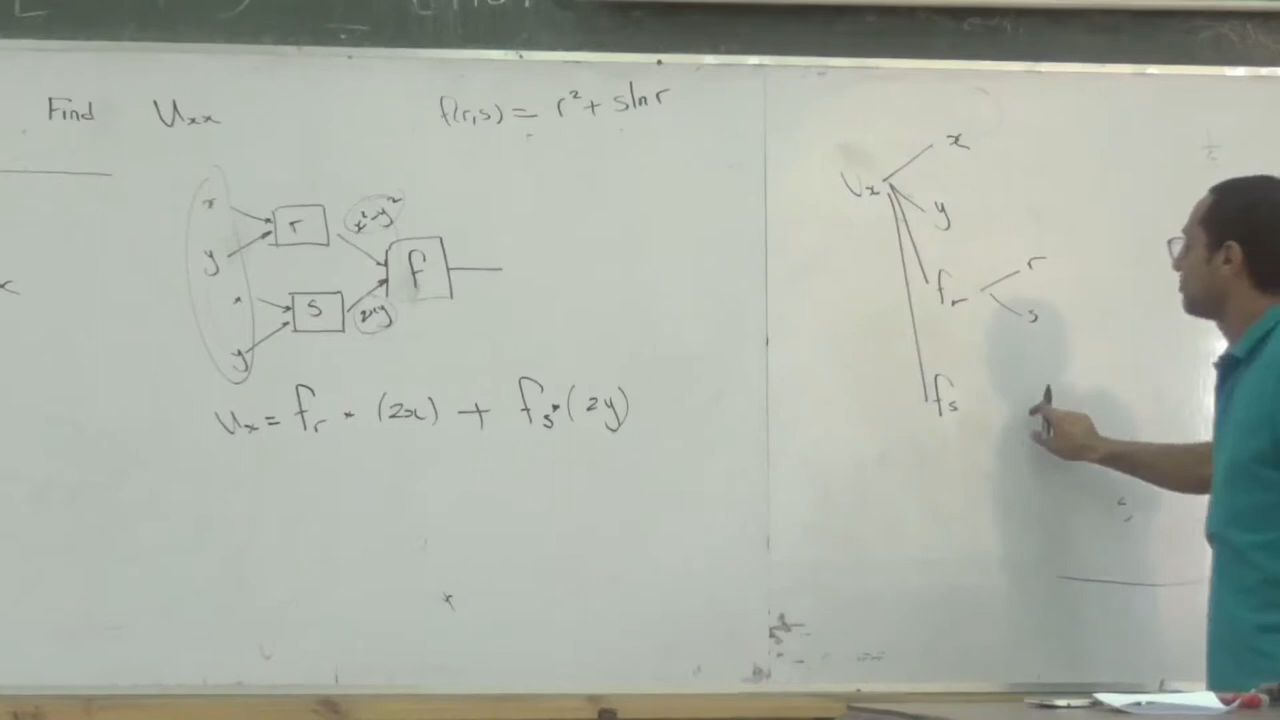 Find Uxx
f(r,s) = r² + s ln r
x
r
x²-y²
y
f
x
s
2xy
y
Ux = fr * (2x) + fs * (2y)
Ux
x
y
fr
r
s
fs